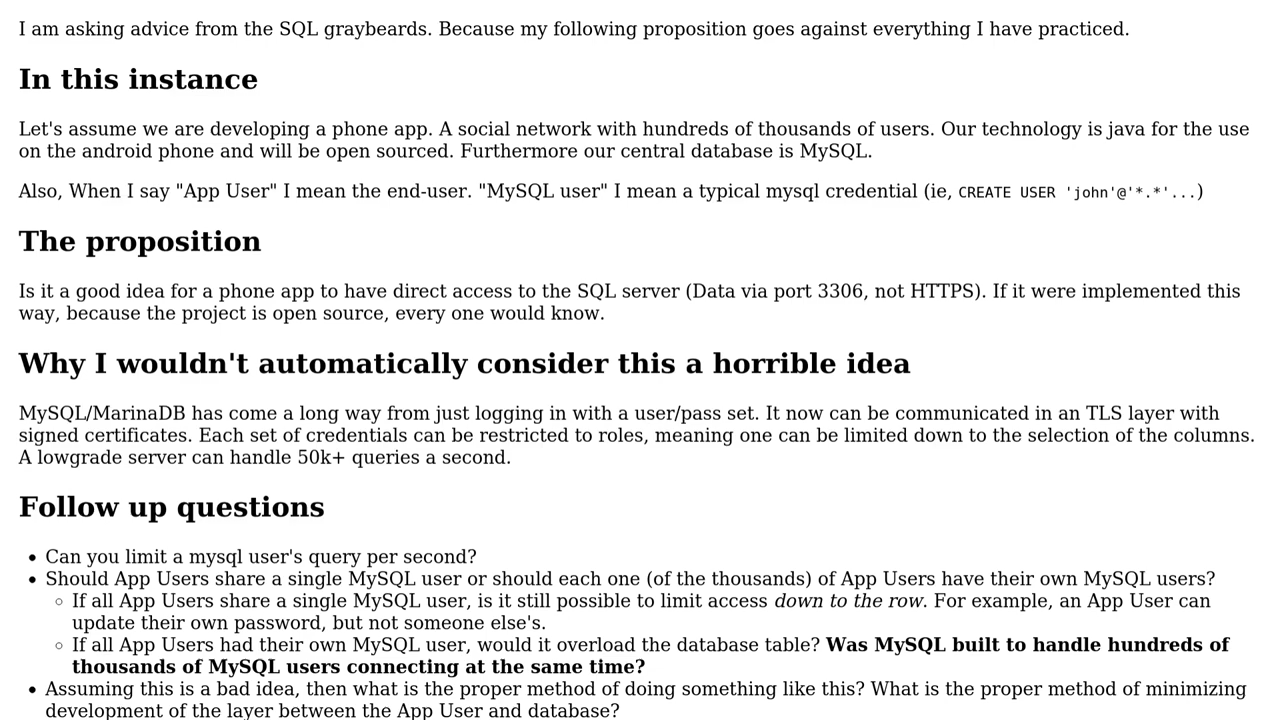 I am asking advice from the SQL graybeards. Because my following proposition goes against everything I have practiced.
In this instance
Let's assume we are developing a phone app. A social network with hundreds of thousands of users. Our technology is java for the use
on the android phone and will be open sourced. Furthermore our central database is MySQL.
Also, When I say "App User" I mean the end-user. "MySQL user" I mean a typical mysql credential (ie, CREATE USER 'john'@'*.*'...)
The proposition
Is it a good idea for a phone app to have direct access to the SQL server (Data via port 3306, not HTTPS). If it were implemented this
way, because the project is open source, every one would know.
Why I wouldn't automatically consider this a horrible idea
MySQL/MarinaDB has come a long way from just logging in with a user/pass set. It now can be communicated in an TLS layer with
signed certificates. Each set of credentials can be restricted to roles, meaning one can be limited down to the selection of the columns.
A lowgrade server can handle 50k+ queries a second.
Follow up questions
• Can you limit a mysql user's query per second?
• Should App Users share a single MySQL user or should each one (of the thousands) of App Users have their own MySQL users?
◦ If all App Users share a single MySQL user, is it still possible to limit access down to the row. For example, an App User can
update their own password, but not someone else's.
◦ If all App Users had their own MySQL user, would it overload the database table? Was MySQL built to handle hundreds of
thousands of MySQL users connecting at the same time?
• Assuming this is a bad idea, then what is the proper method of doing something like this? What is the proper method of minimizing
development of the layer between the App User and database?